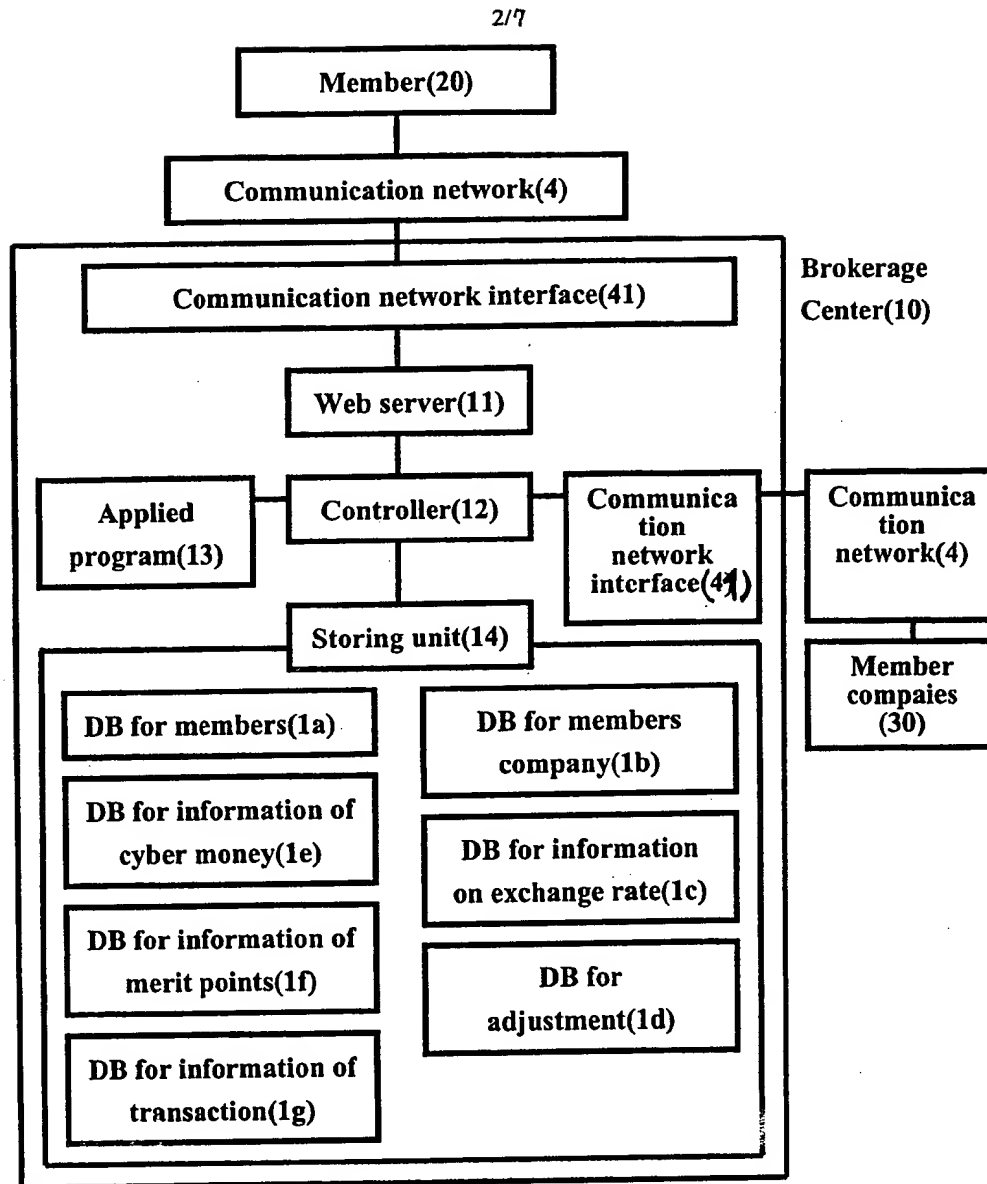 2/7
Member(20)
Communication network(4)
Communication network interface(41)
Brokerage
Center(10)
Web server(11)
Applied
program(13)
Controller(12)
Communica
tion
network
interface(41)
Communica
tion
network(4)
Storing unit(14)
Member
compaies
(30)
DB for members(1a)
DB for members
company(1b)
DB for information of
cyber money(1e)
DB for information
on exchange rate(1c)
DB for information of
merit points(1f)
DB for
adjustment(1d)
DB for information of
transaction(1g)